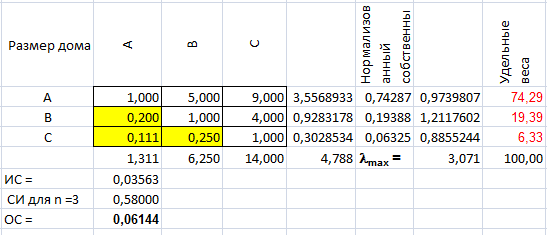 Размер дома A B C Нормализов анный собственны Удельные веса
A 1,000 5,000 9,000 3,5568933 0,74287 0,9739807 74,29
B 0,200 1,000 4,000 0,9283178 0,19388 1,2117602 19,39
C 0,111 0,250 1,000 0,3028534 0,06325 0,8855244 6,33
1,311 6,250 14,000 4,788 λmax = 3,071 100,00
ИС = 0,03563
СИ для n =3 0,58000
ОС = 0,06144